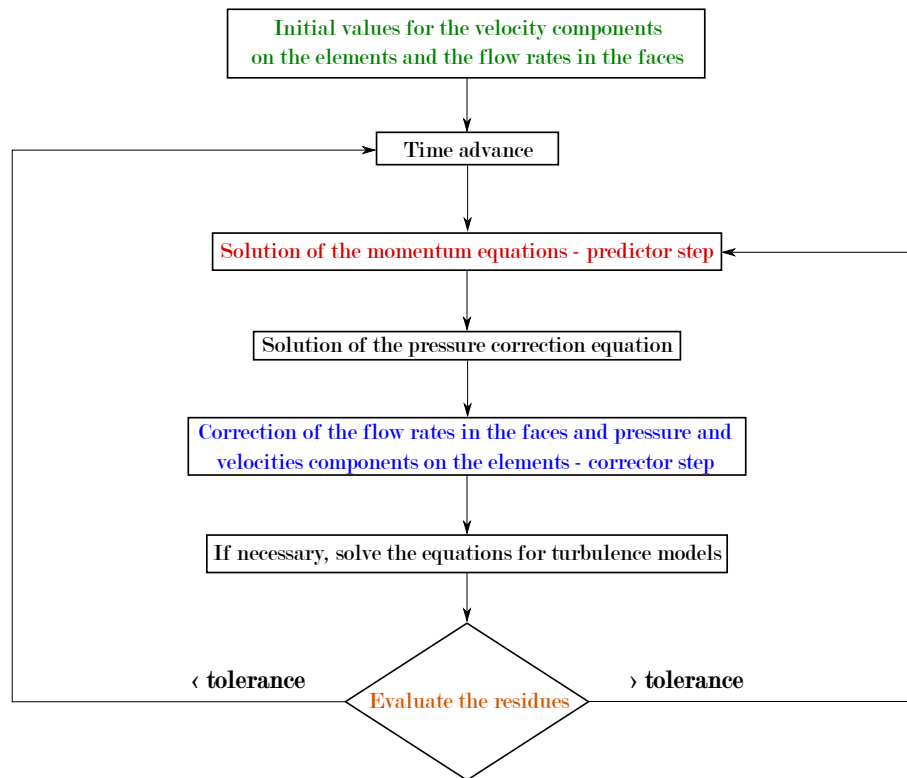 Initial values for the velocity components
on the elements and the flow rates in the faces
Time advance
Solution of the momentum equations - predictor step
Solution of the pressure correction equation
Correction of the flow rates in the faces and pressure and
velocities components on the elements - corrector step
If necessary, solve the equations for turbulence models
‹ tolerance
Evaluate the residues
› tolerance